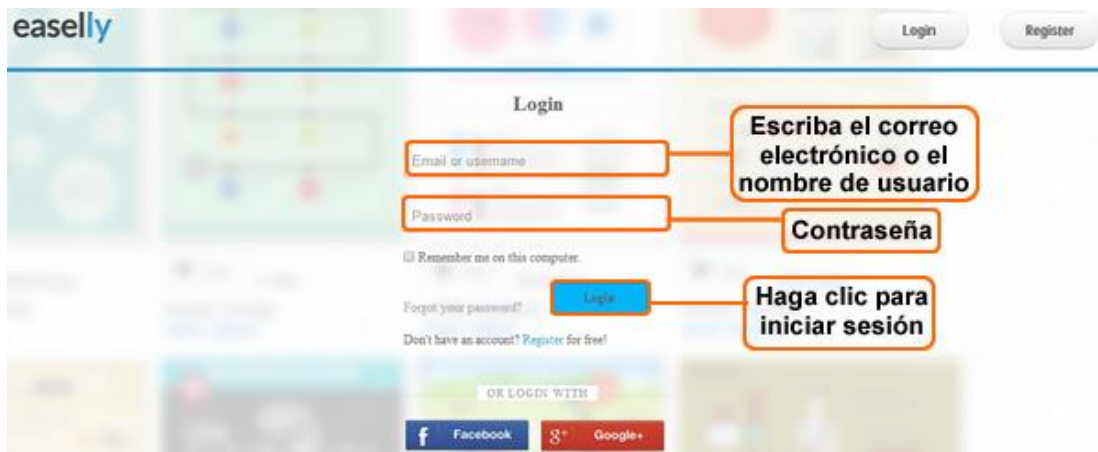 easelly
Login
Register
Login
Email or username
Escriba el correo
electrónico o el
nombre de usuario
Password
Contraseña
Remember me on this computer.
Forgot your password?
Login
Haga clic para
iniciar sesión
Don't have an account? Register for free!
OR LOGIN WITH
f Facebook
g+ Google+